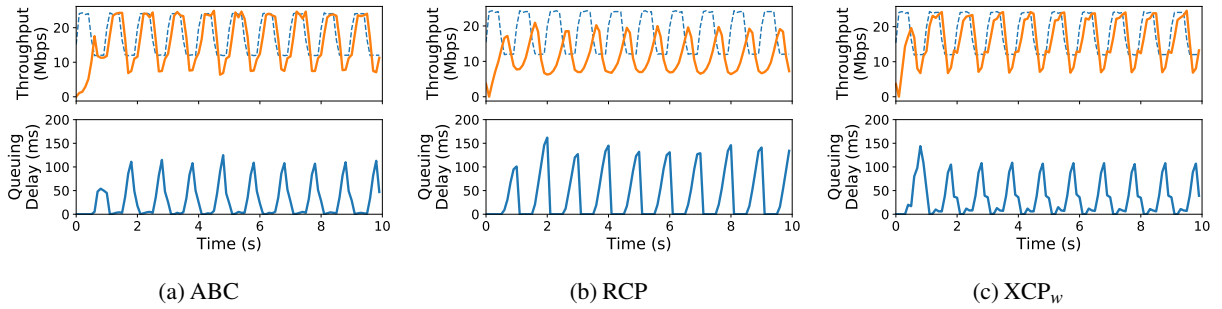 Throughput
(Mbps)
20
10
0
Queuing
Delay (ms)
200
150
100
50
0
0 2 4 6 8 10
Time (s)
(a) ABC
Throughput
(Mbps)
20
10
0
Queuing
Delay (ms)
200
150
100
50
0
0 2 4 6 8 10
Time (s)
(b) RCP
Throughput
(Mbps)
20
10
0
Queuing
Delay (ms)
200
150
100
50
0
0 2 4 6 8 10
Time (s)
(c) XCPw